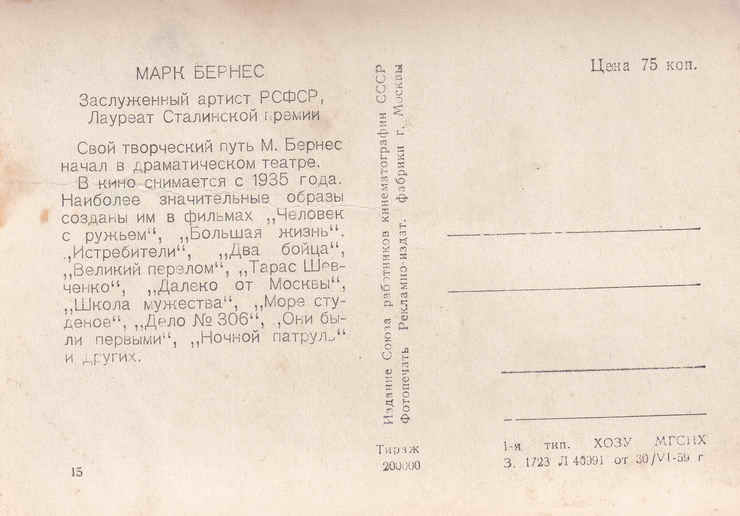 МАРК БЕРНЕС
Заслуженный артист РСФСР,
Лауреат Сталинской премии
Свой творческий путь М. Бернес
начал в драматическом театре.
В кино снимается с 1935 года.
Наиболее значительные образы
созданы им в фильмах „Человек
с ружьем“, „Большая жизнь“.
„Истребители“, „Два бойца“,
„Великий перелом“, „Тарас Шев-
ченко“, „Далеко от Москвы“,
„Школа мужества“, „Море сту-
деное“, „Дело № 306“, „Они бы-
ли первыми“, „Ночной патруль“
и других.
15
Издание Союза работников кинематографии СССР
Фотопечать Рекламно-издат. фабрики г. Москвы
Тираж
200000
Цена 75 коп.
1-я тип. ХОЗУ МГСНХ
З. 1723 Л 40991 от 30/VI-59 г